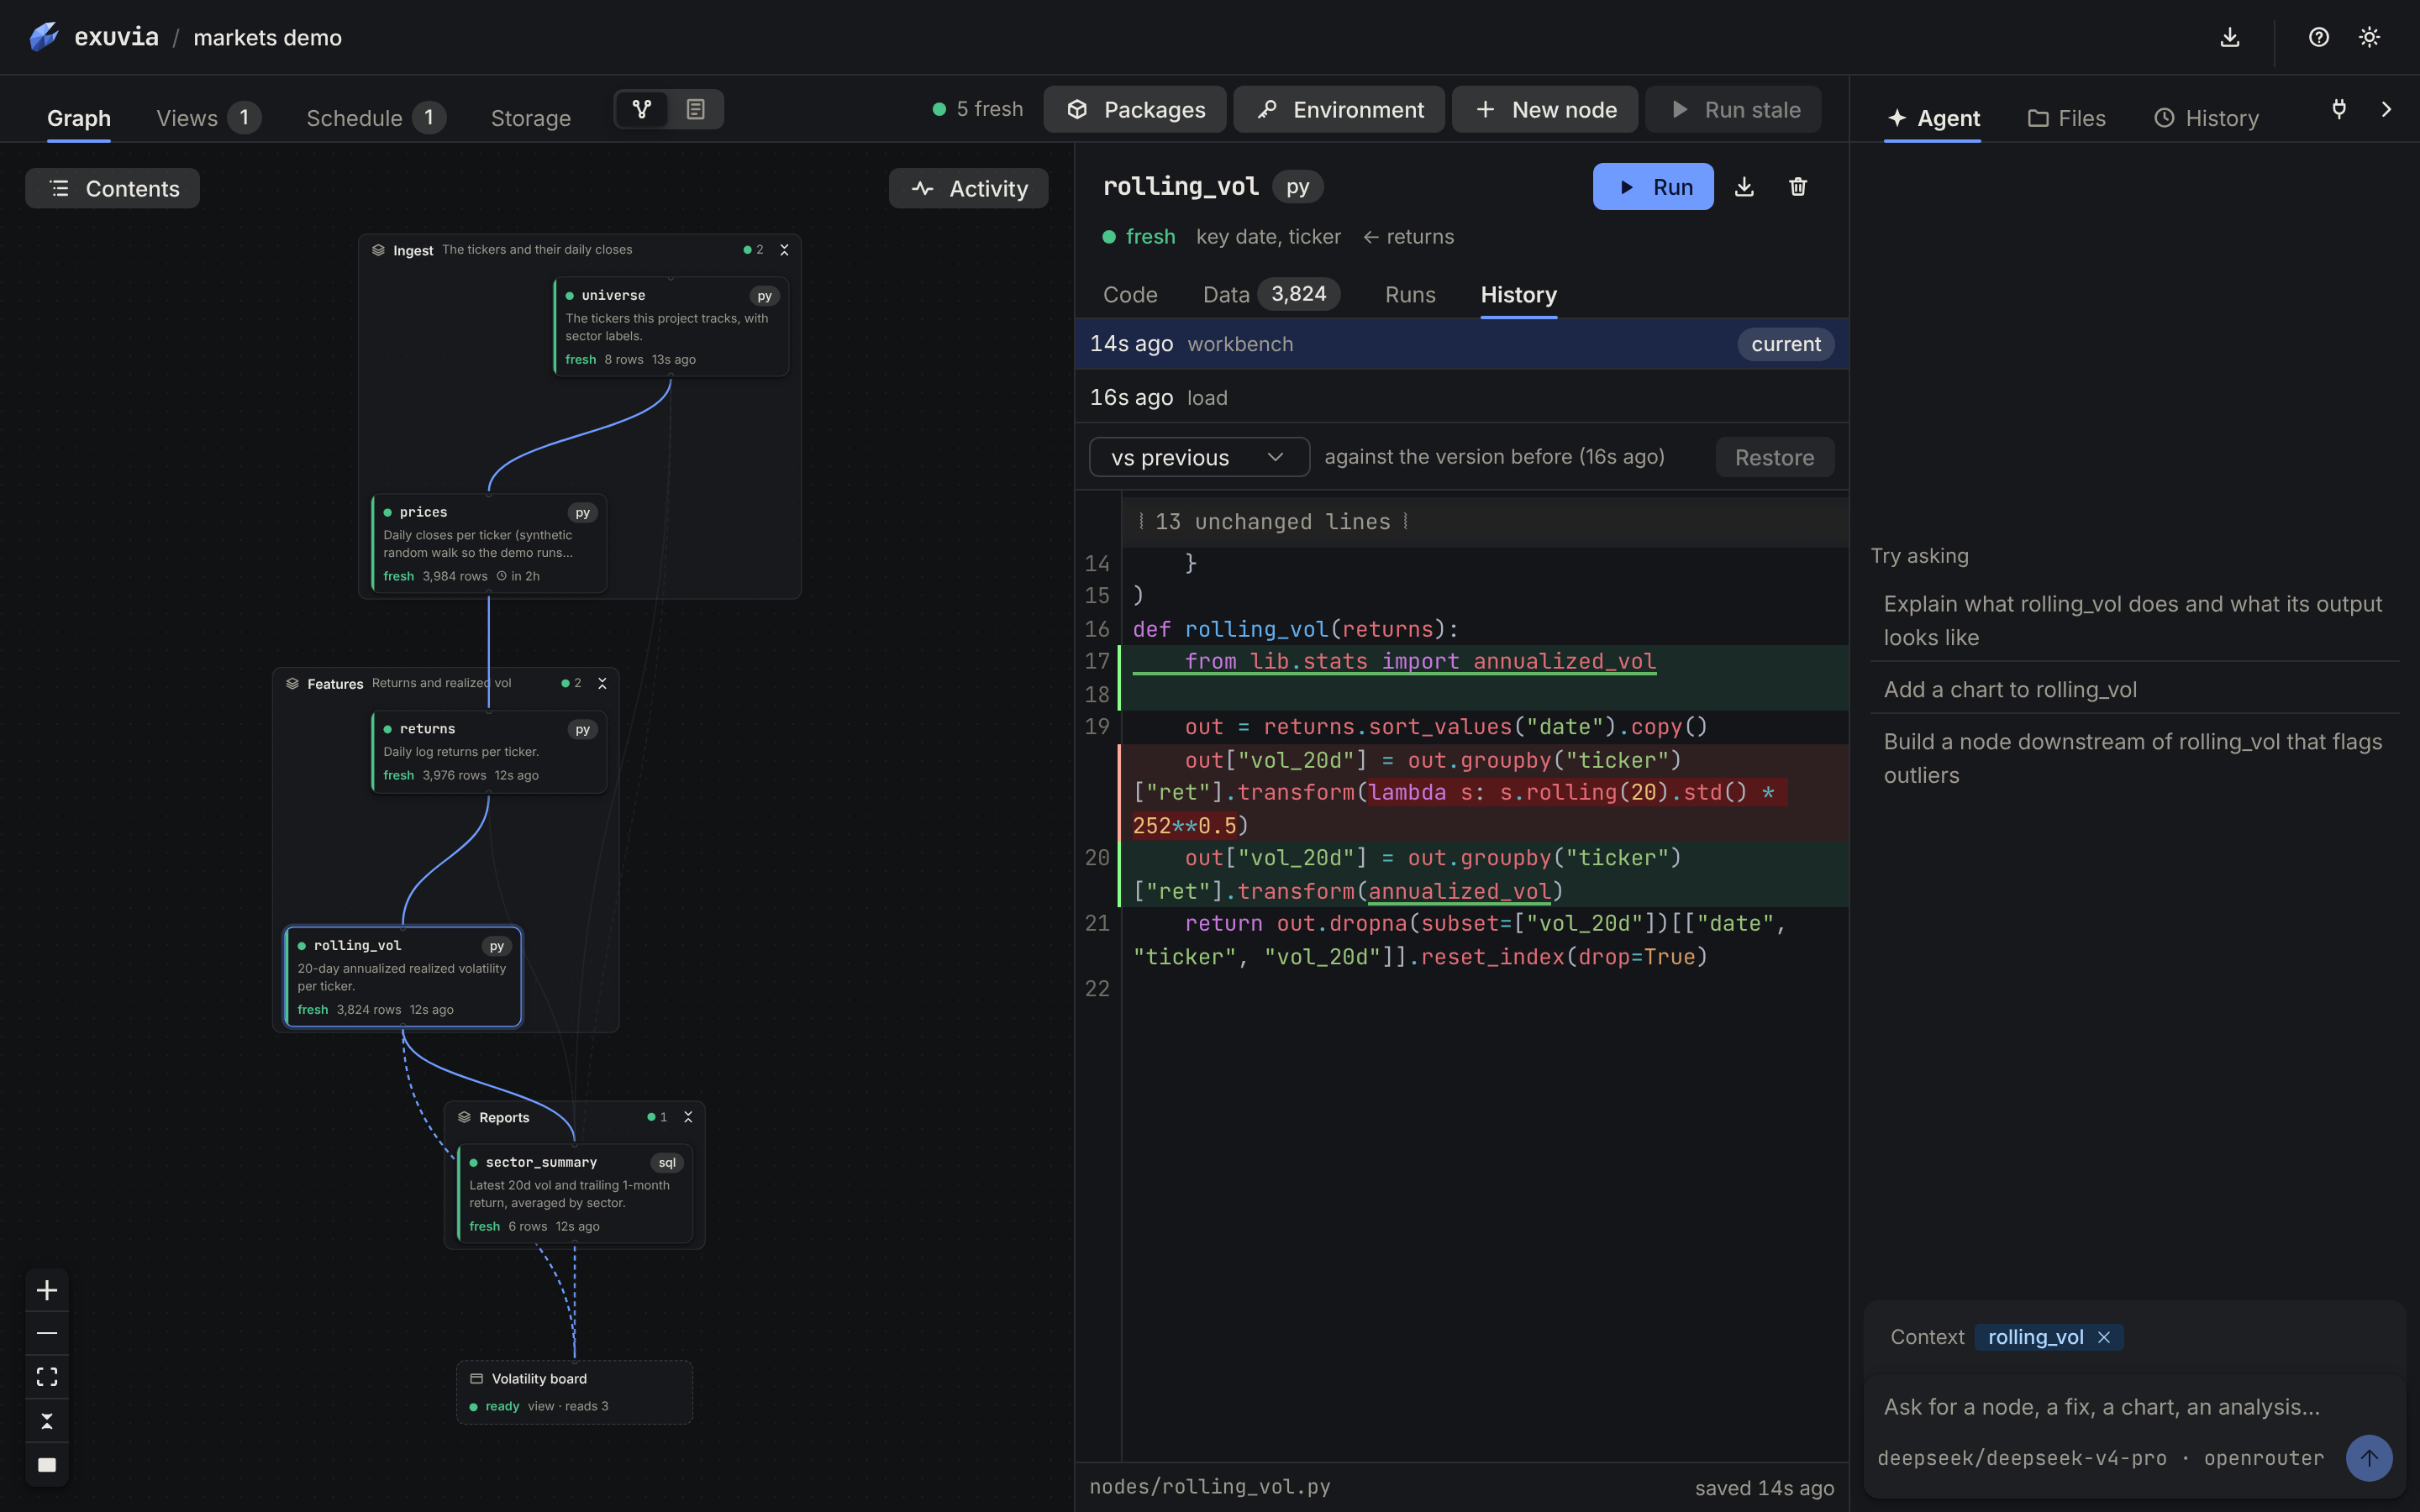 exuvia / markets demo
Graph
Views 1
Schedule 1
Storage
5 fresh
Packages
Environment
New node
Run stale
Agent
Files
History
Contents
Activity
Ingest The tickers and their daily closes 2
universe py
The tickers this project tracks, with
sector labels.
fresh 8 rows 13s ago
prices py
Daily closes per ticker (synthetic
random walk so the demo runs...
fresh 3,984 rows in 2h
Features Returns and realized vol 2
returns py
Daily log returns per ticker.
fresh 3,976 rows 12s ago
rolling_vol py
20-day annualized realized volatility
per ticker.
fresh 3,824 rows 12s ago
Reports 1
sector_summary sql
Latest 20d vol and trailing 1-month
return, averaged by sector.
fresh 6 rows 12s ago
Volatility board
ready view · reads 3
rolling_vol py
Run
fresh key date, ticker ← returns
Code
Data 3,824
Runs
History
14s ago workbench current
16s ago load
vs previous
against the version before (16s ago)
Restore
13 unchanged lines
14 }
15 )
16 def rolling_vol(returns):
17 from lib.stats import annualized_vol
18
19 out = returns.sort_values("date").copy()
out["vol_20d"] = out.groupby("ticker")
["ret"].transform(lambda s: s.rolling(20).std() *
252**0.5)
20 out["vol_20d"] = out.groupby("ticker")
["ret"].transform(annualized_vol)
21 return out.dropna(subset=["vol_20d"])[["date",
"ticker", "vol_20d"]].reset_index(drop=True)
22
nodes/rolling_vol.py
saved 14s ago
Try asking
Explain what rolling_vol does and what its output
looks like
Add a chart to rolling_vol
Build a node downstream of rolling_vol that flags
outliers
Context rolling_vol
Ask for a node, a fix, a chart, an analysis...
deepseek/deepseek-v4-pro · openrouter